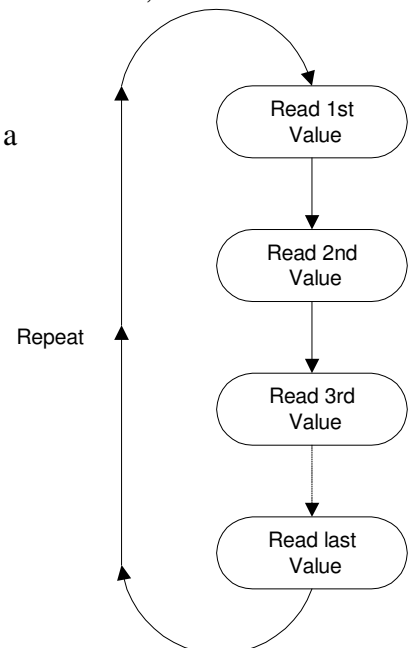 a
Read 1st
Value
Read 2nd
Value
Repeat
Read 3rd
Value
Read last
Value